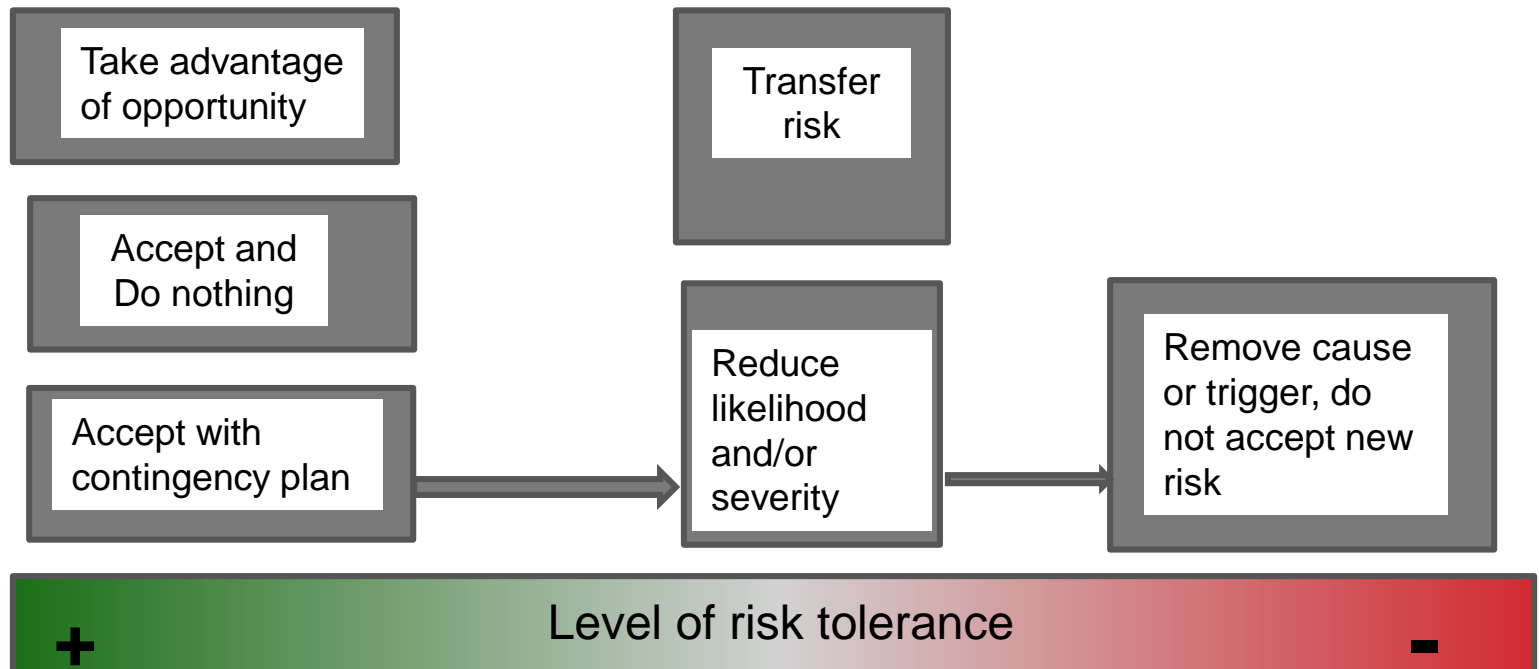 Take advantage
of opportunity
Transfer
risk
Accept and
Do nothing
Accept with
contingency plan
Reduce
likelihood
and/or
severity
Remove cause
or trigger, do
not accept new
risk
Level of risk tolerance
+
-